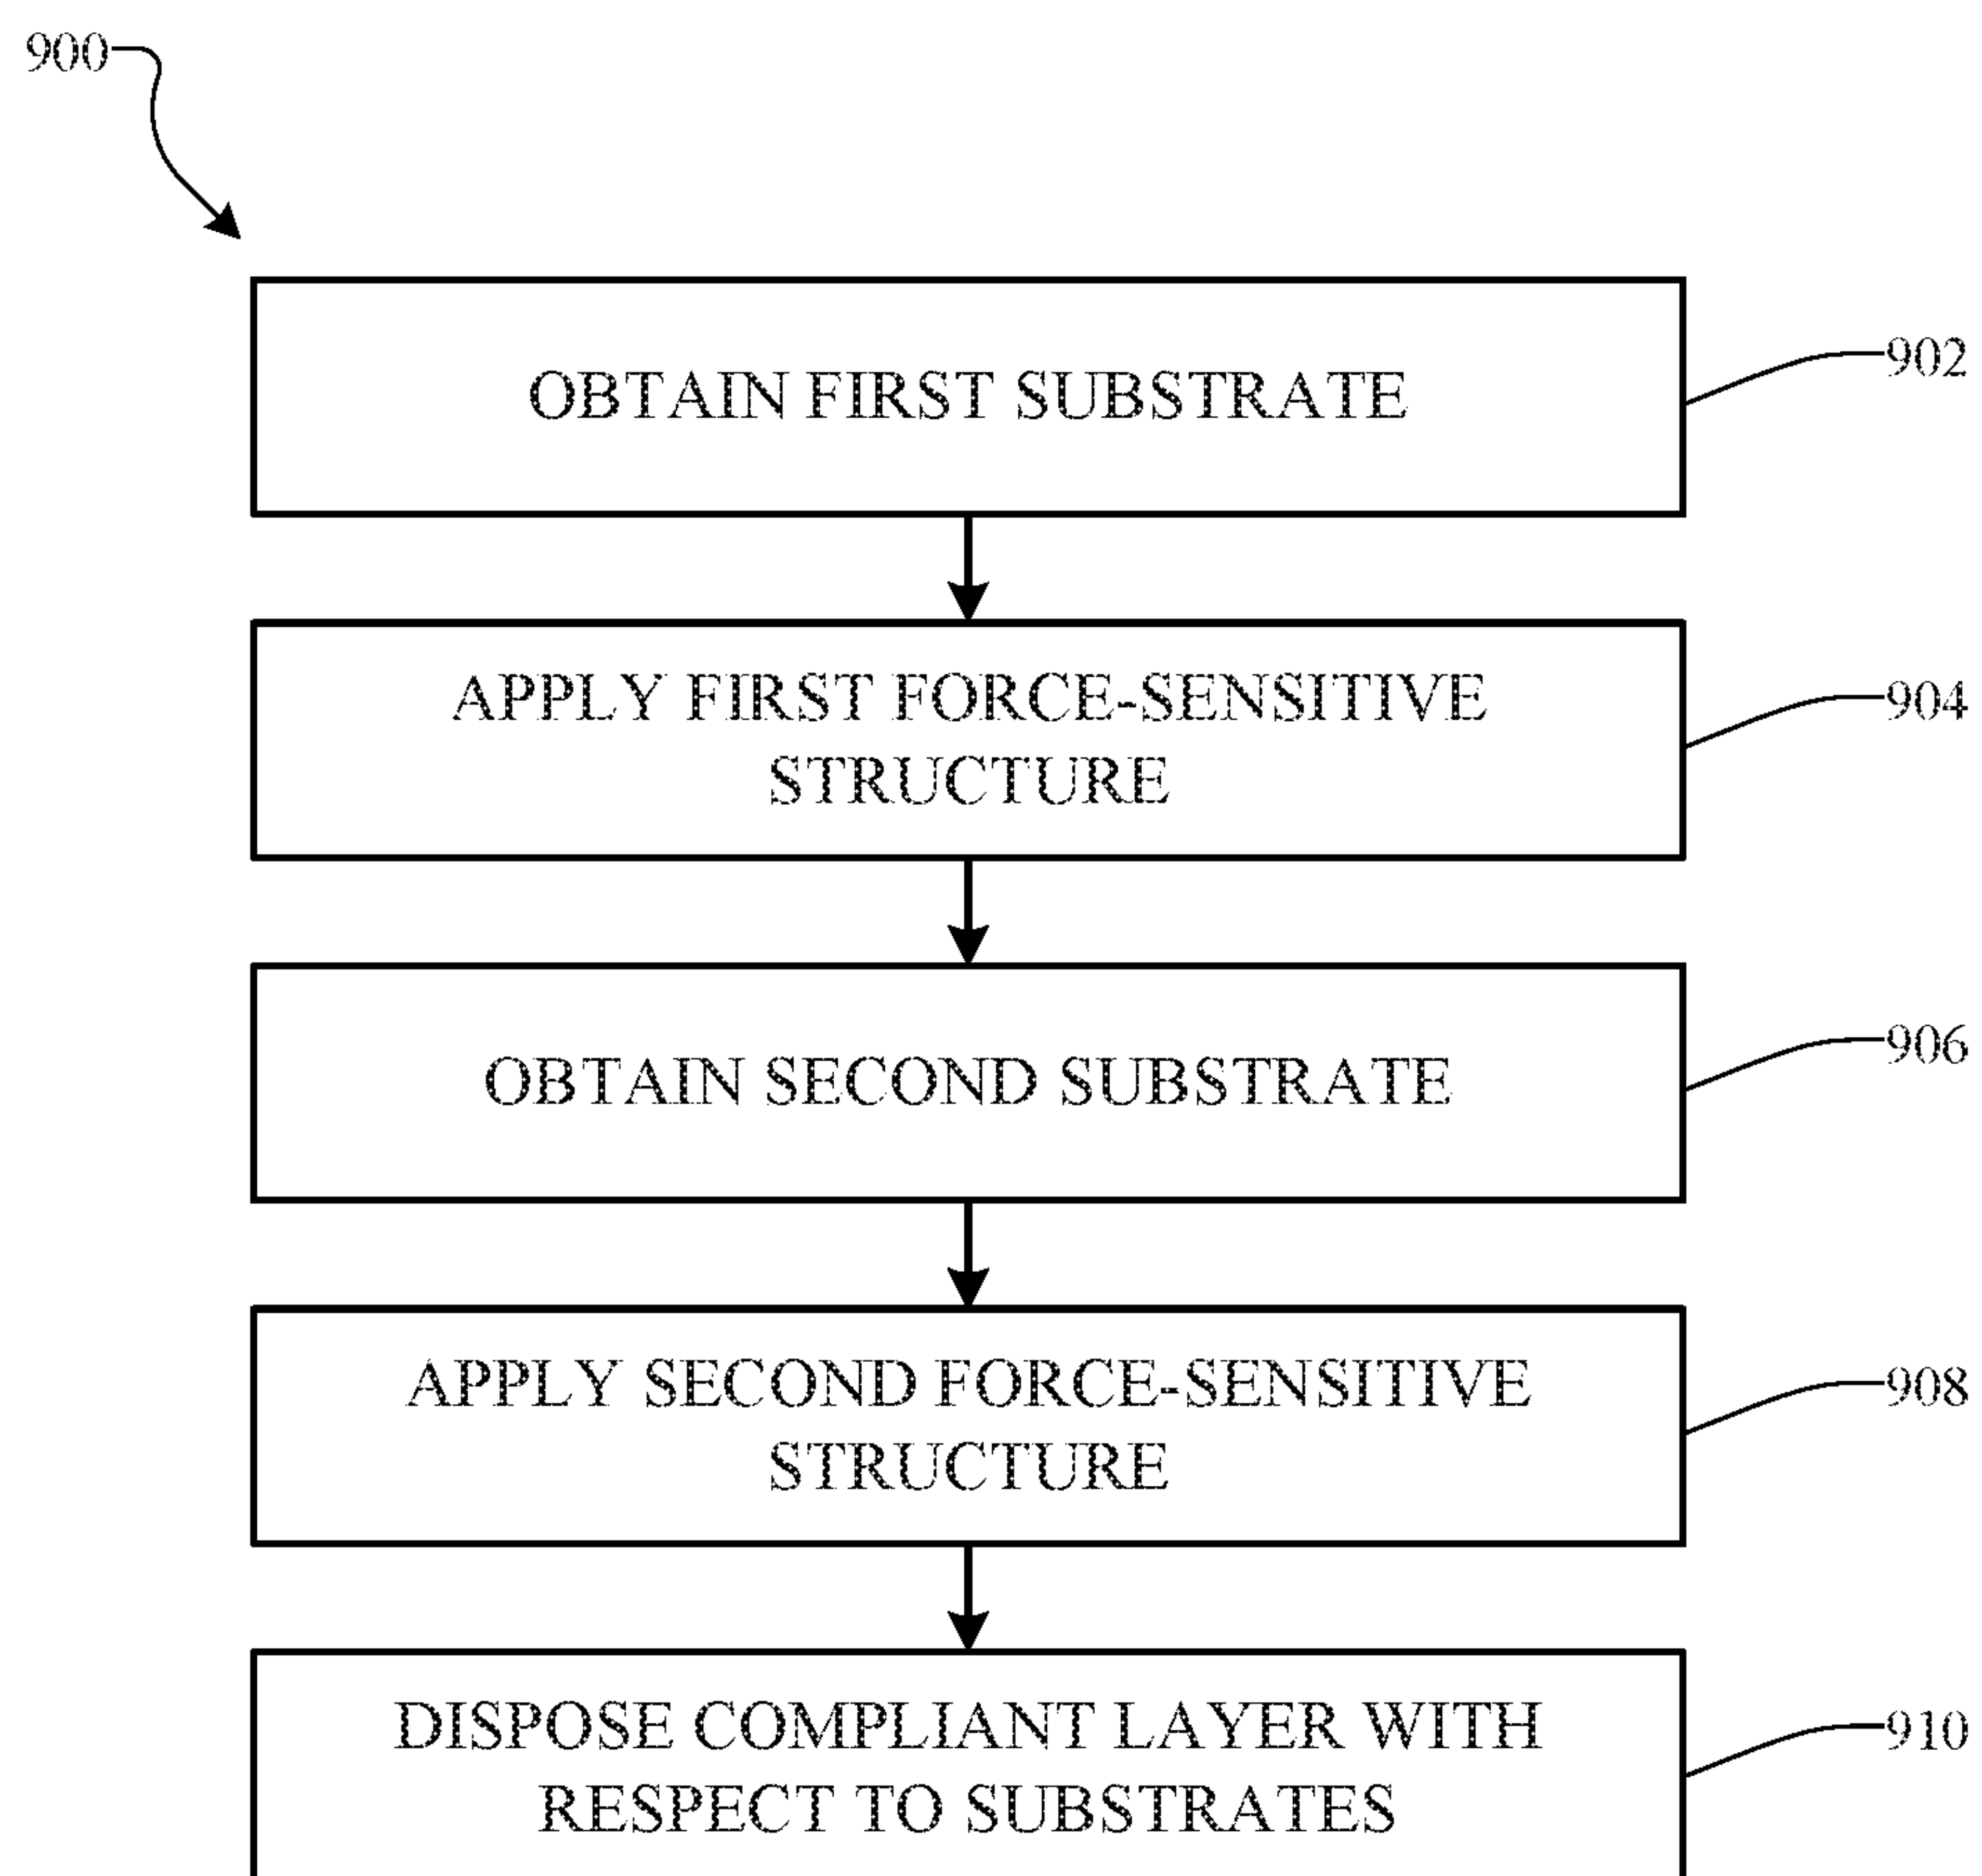 900
OBTAIN FIRST SUBSTRATE
902
APPLY FIRST FORCE-SENSITIVE
STRUCTURE
904
OBTAIN SECOND SUBSTRATE
906
APPLY SECOND FORCE-SENSITIVE
STRUCTURE
908
DISPOSE COMPLIANT LAYER WITH
RESPECT TO SUBSTRATES
910